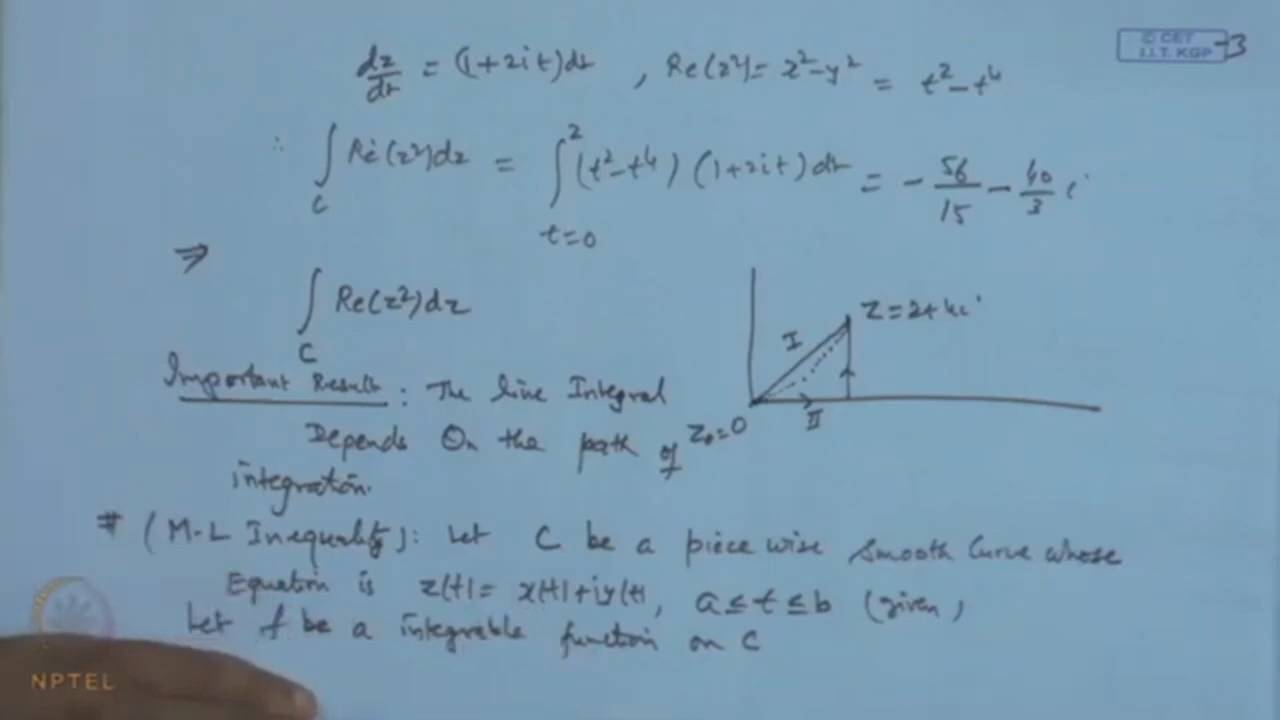 © CET
I.I.T. KGP
-3
dz/dt = (1+2it)dt , Re(z²) = x²-y² = t²-t⁴
∴ ∫_C Re(z²)dz = ∫_{t=0}^{2} (t²-t⁴) (1+2it) dt = - 56/15 - 40/3 i
⇒
∫_C Re(z²)dz
Z = 2+4i
I
II
Z₀=0
Important Result : The line Integral
Depends On the path of
integration.
# (M-L Inequality) : Let C be a piece wise Smooth Curve whose
Equation is z(t) = x(t)+iy(t), a ≤ t ≤ b (given)
Let f be a integrable function on C
NPTEL